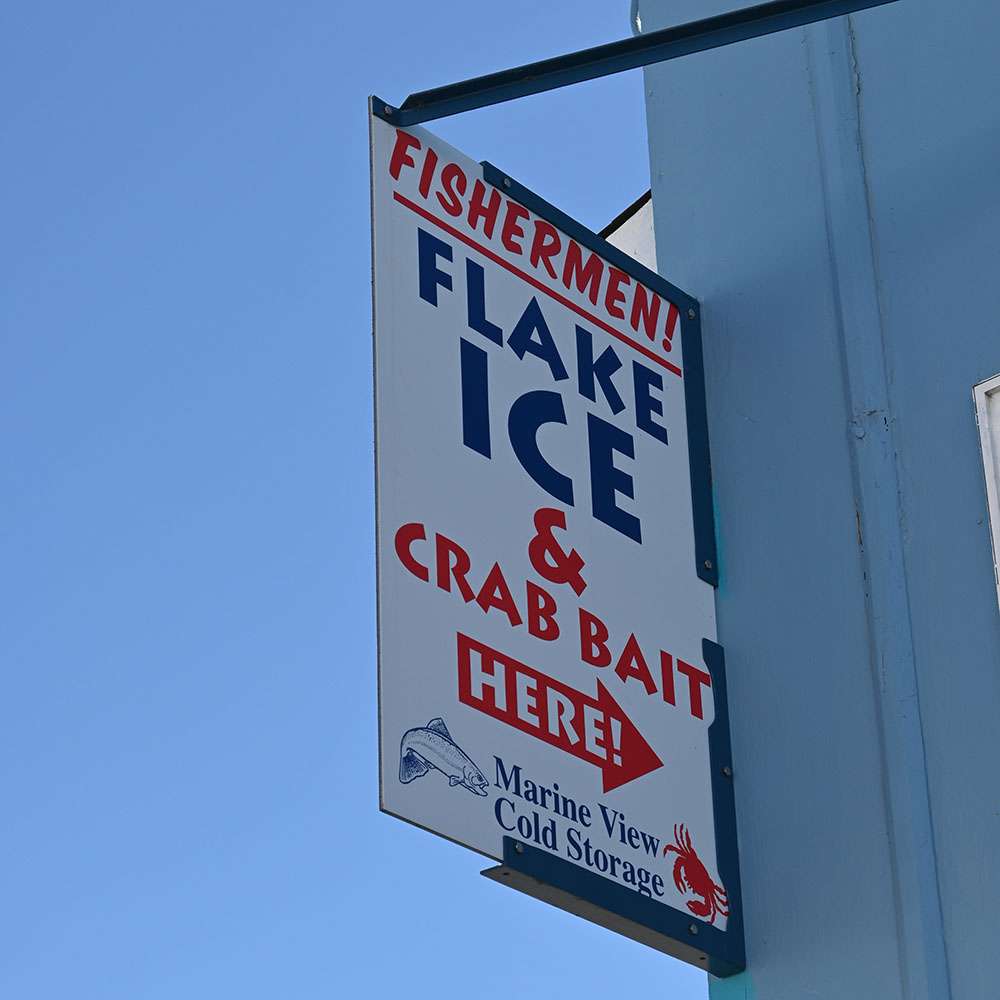 FISHERMEN!
FLAKE
ICE
&
CRAB BAIT
HERE!
Marine View
Cold Storage